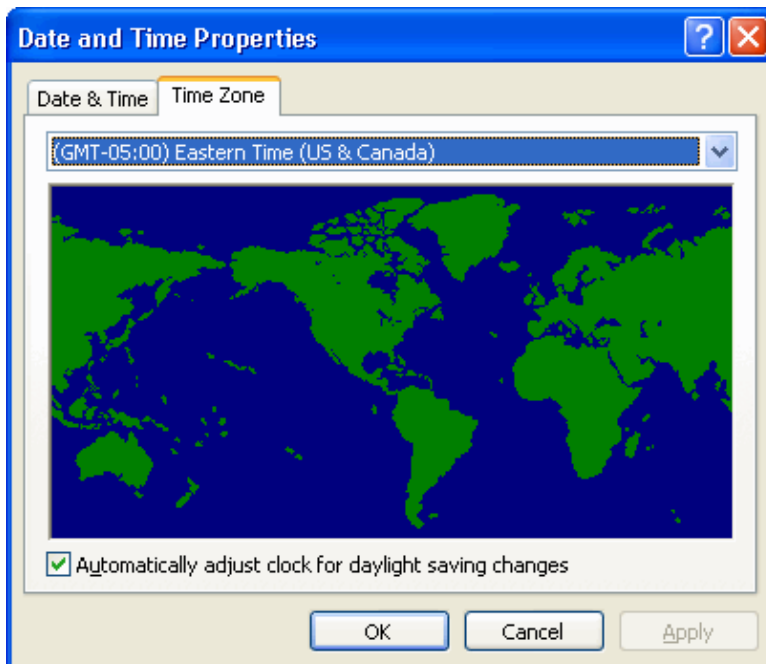 Date and Time Properties
Date & Time
Time Zone
(GMT-05:00) Eastern Time (US & Canada)
Automatically adjust clock for daylight saving changes
OK
Cancel
Apply